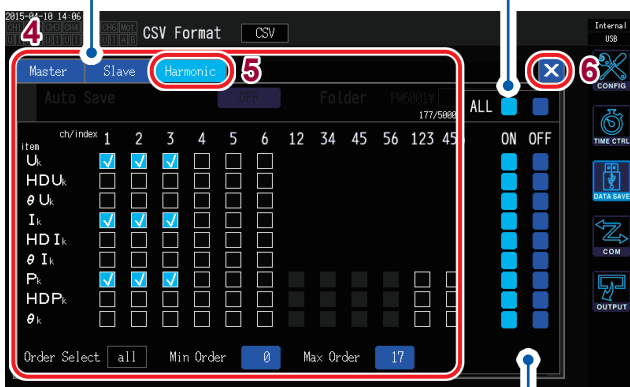 2015-04-10 14:06
4
CSV Format CSV
Internal
USB
Master Slave Harmonic 5
6
CONFIG
Auto Save OFF Folder PW6001¥
177/5000
ALL
TIME CTRL
ch/index
item
1 2 3 4 5 6 12 34 45 56 123 45
ON OFF
Uk
HDUk
θUk
Ik
HDIk
θIk
Pk
HDPk
θk
DATA SAVE
COM
OUTPUT
Order Select all Min Order 0 Max Order 17